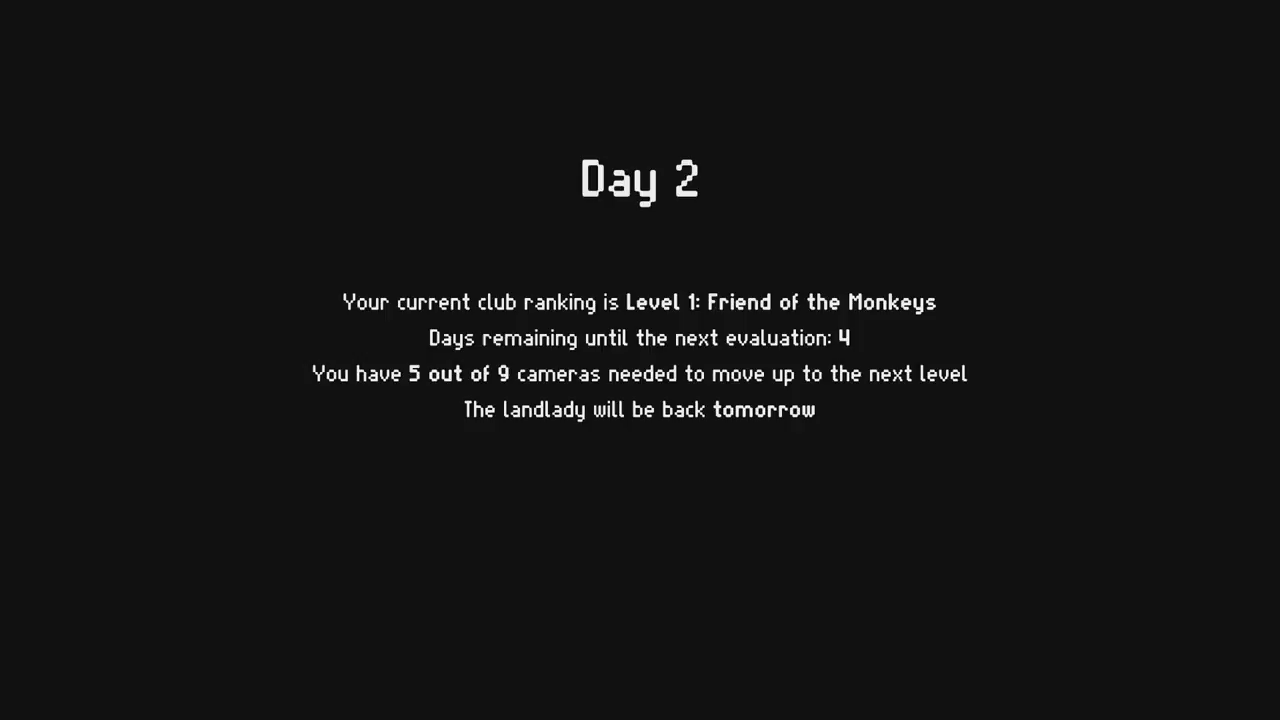 Day 2
Your current club ranking is Level 1: Friend of the Monkeys
Days remaining until the next evaluation: 4
You have 5 out of 9 cameras needed to move up to the next level
The landlady will be back tomorrow